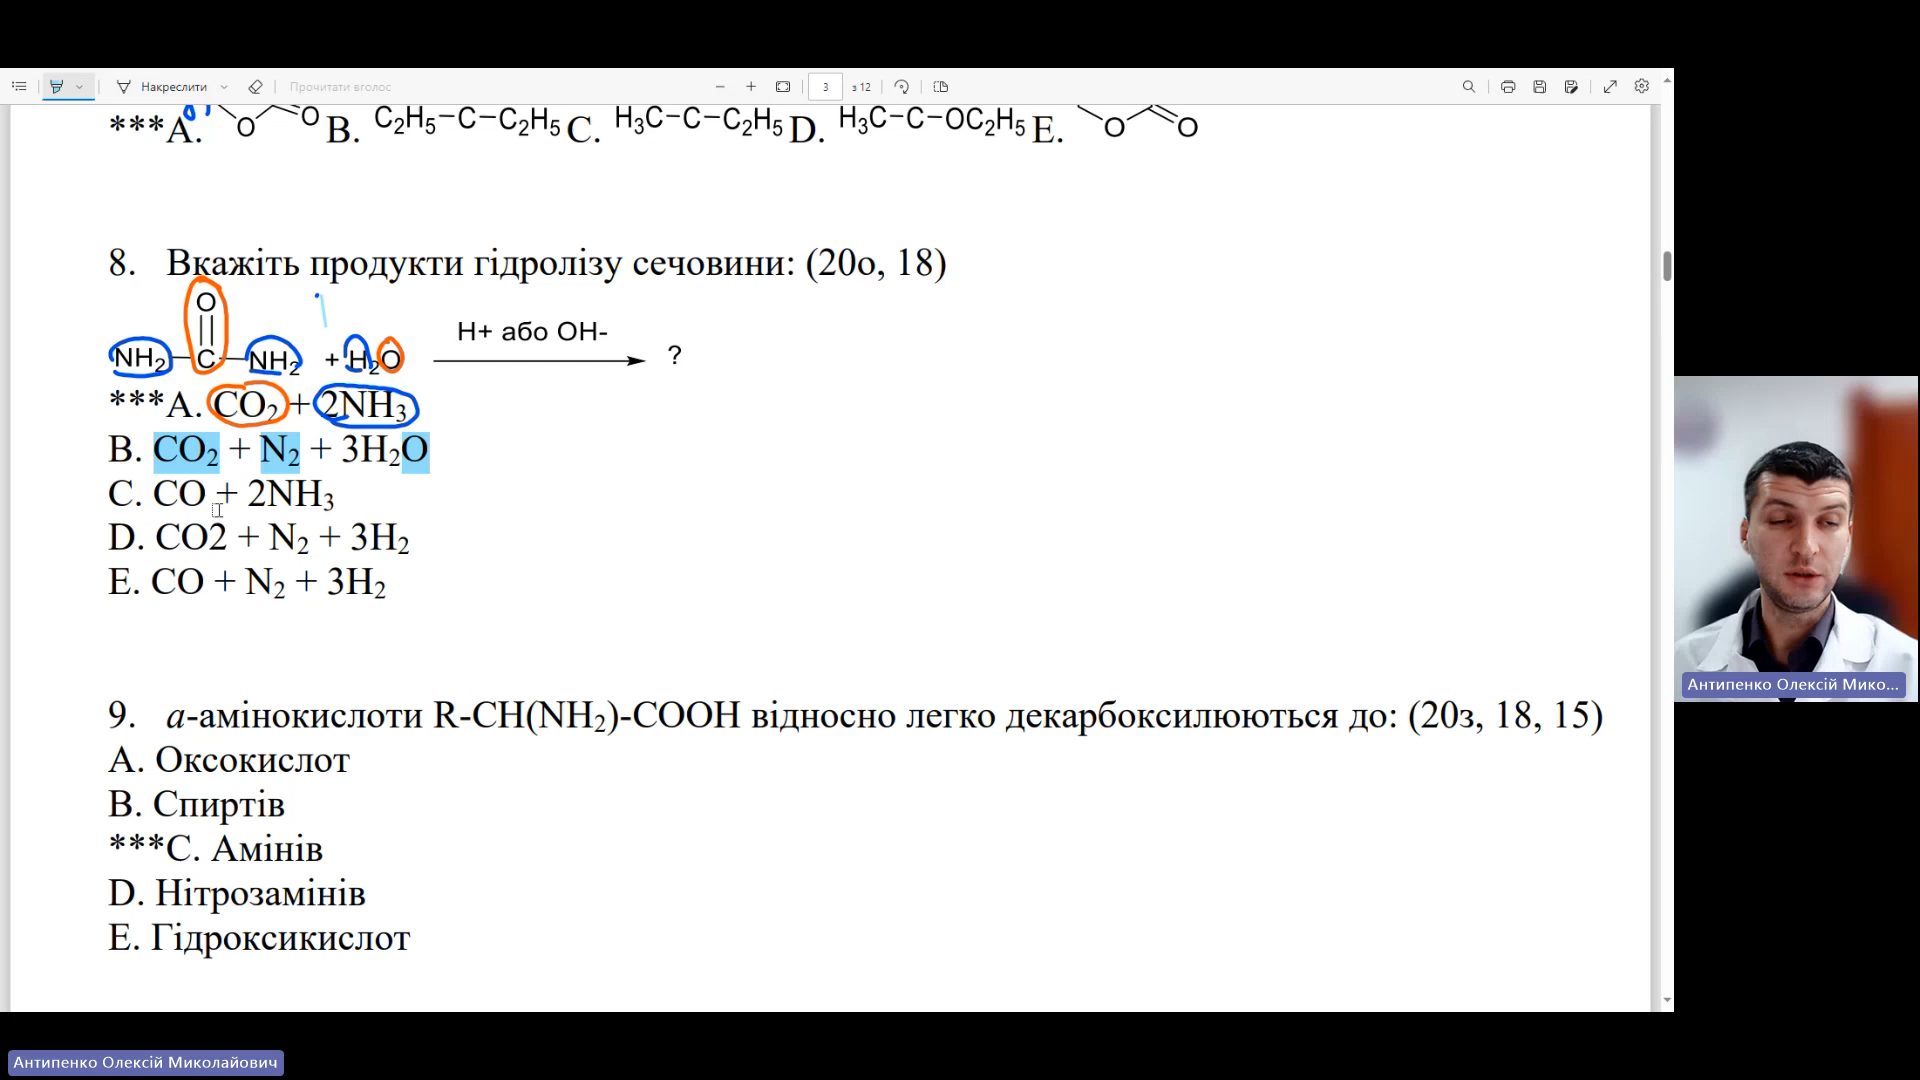 Накреслити
Прочитати вголос
3
з 12
***A. O O B. C₂H₅-C-C₂H₅ C. H₃C-C-C₂H₅ D. H₃C-C-OC₂H₅ E. O O
8. Вкажіть продукти гідролізу сечовини: (20о, 18)
O
H+ або OH-
NH₂ C NH₂ + H₂O ?
***A. CO₂ + 2NH₃
B. CO₂ + N₂ + 3H₂O
C. CO + 2NH₃
D. CO2 + N₂ + 3H₂
E. CO + N₂ + 3H₂
9. а-амінокислоти R-CH(NH₂)-COOH відносно легко декарбоксилюються до: (20з, 18, 15)
A. Оксокислот
B. Спиртів
***C. Амінів
D. Нітрозамінів
E. Гідроксикислот
Антипенко Олексій Мико...
Антипенко Олексій Миколайович